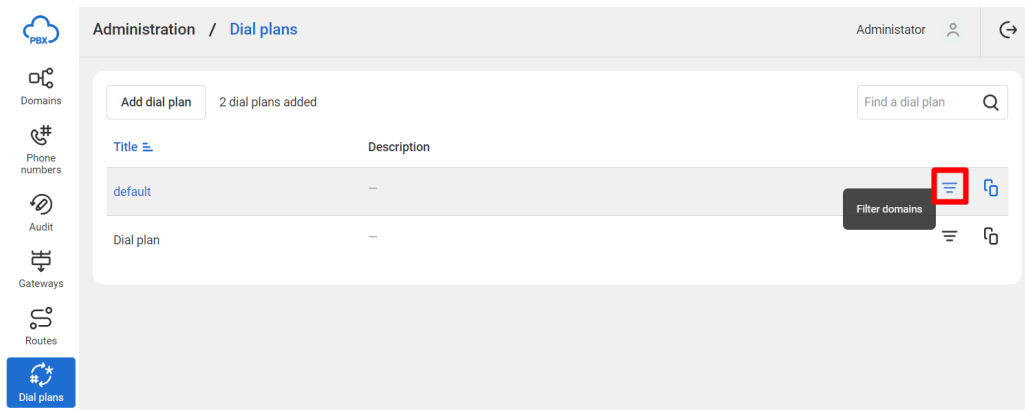 PBX
Administration / Dial plans
Administator
Domains
Phone
numbers
Audit
Gateways
Routes
Dial plans
Add dial plan
2 dial plans added
Find a dial plan
Title
Description
default
—
Filter domains
Dial plan
—